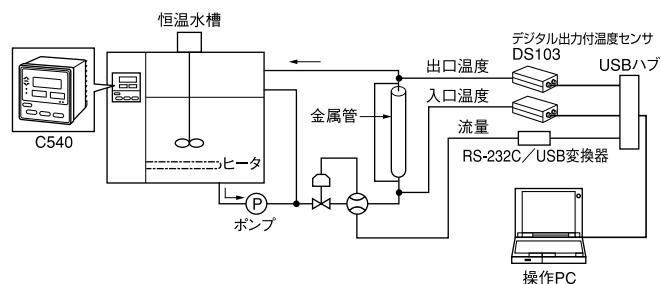 恒温水槽
C540
ヒータ
P
ポンプ
金属管
出口温度
入口温度
流量
デジタル出力付温度センサ
DS103
USBハブ
RS-232C／USB変換器
操作PC